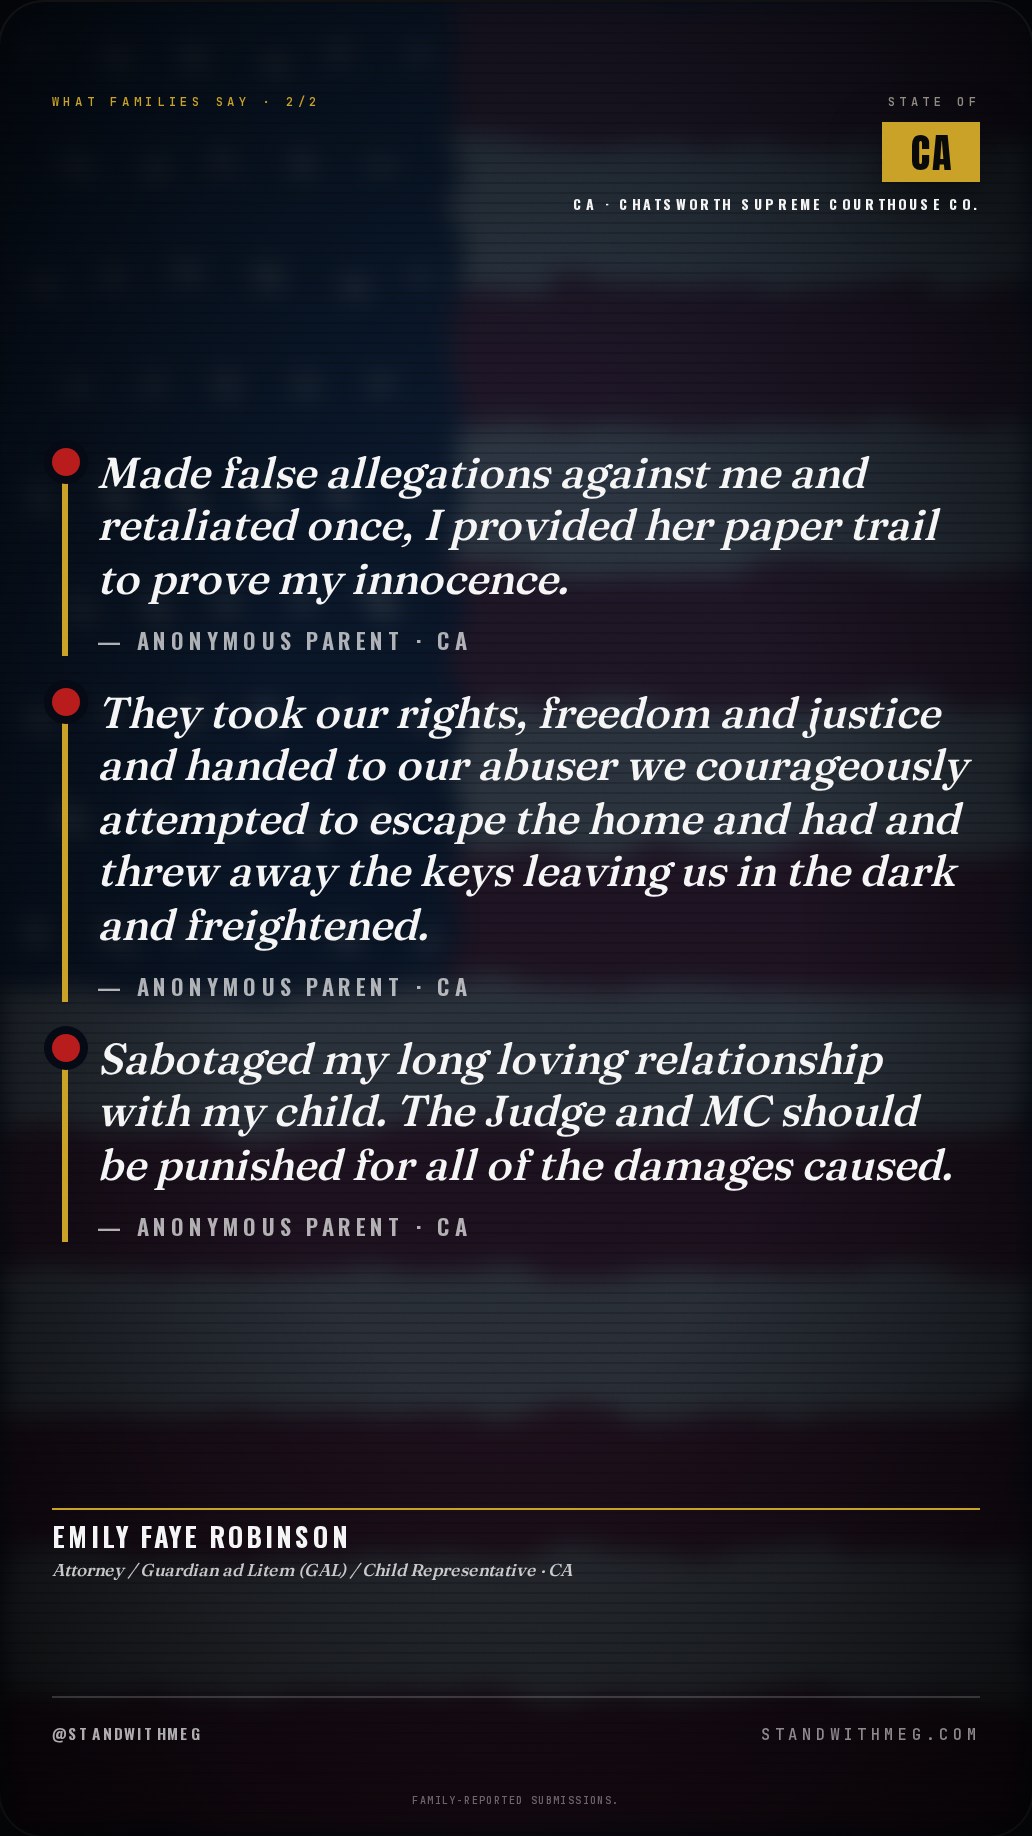 WHAT FAMILIES SAY · 2/2
STATE OF
CA
CA · CHATSWORTH SUPREME COURTHOUSE CO.
Made false allegations against me and
retaliated once, I provided her paper trail
to prove my innocence.
— ANONYMOUS PARENT · CA
They took our rights, freedom and justice
and handed to our abuser we courageously
attempted to escape the home and had and
threw away the keys leaving us in the dark
and freightened.
— ANONYMOUS PARENT · CA
Sabotaged my long loving relationship
with my child. The Judge and MC should
be punished for all of the damages caused.
— ANONYMOUS PARENT · CA
EMILY FAYE ROBINSON
Attorney / Guardian ad Litem (GAL) / Child Representative · CA
@STANDWITHMEG
STANDWITHMEG.COM
FAMILY-REPORTED SUBMISSIONS.